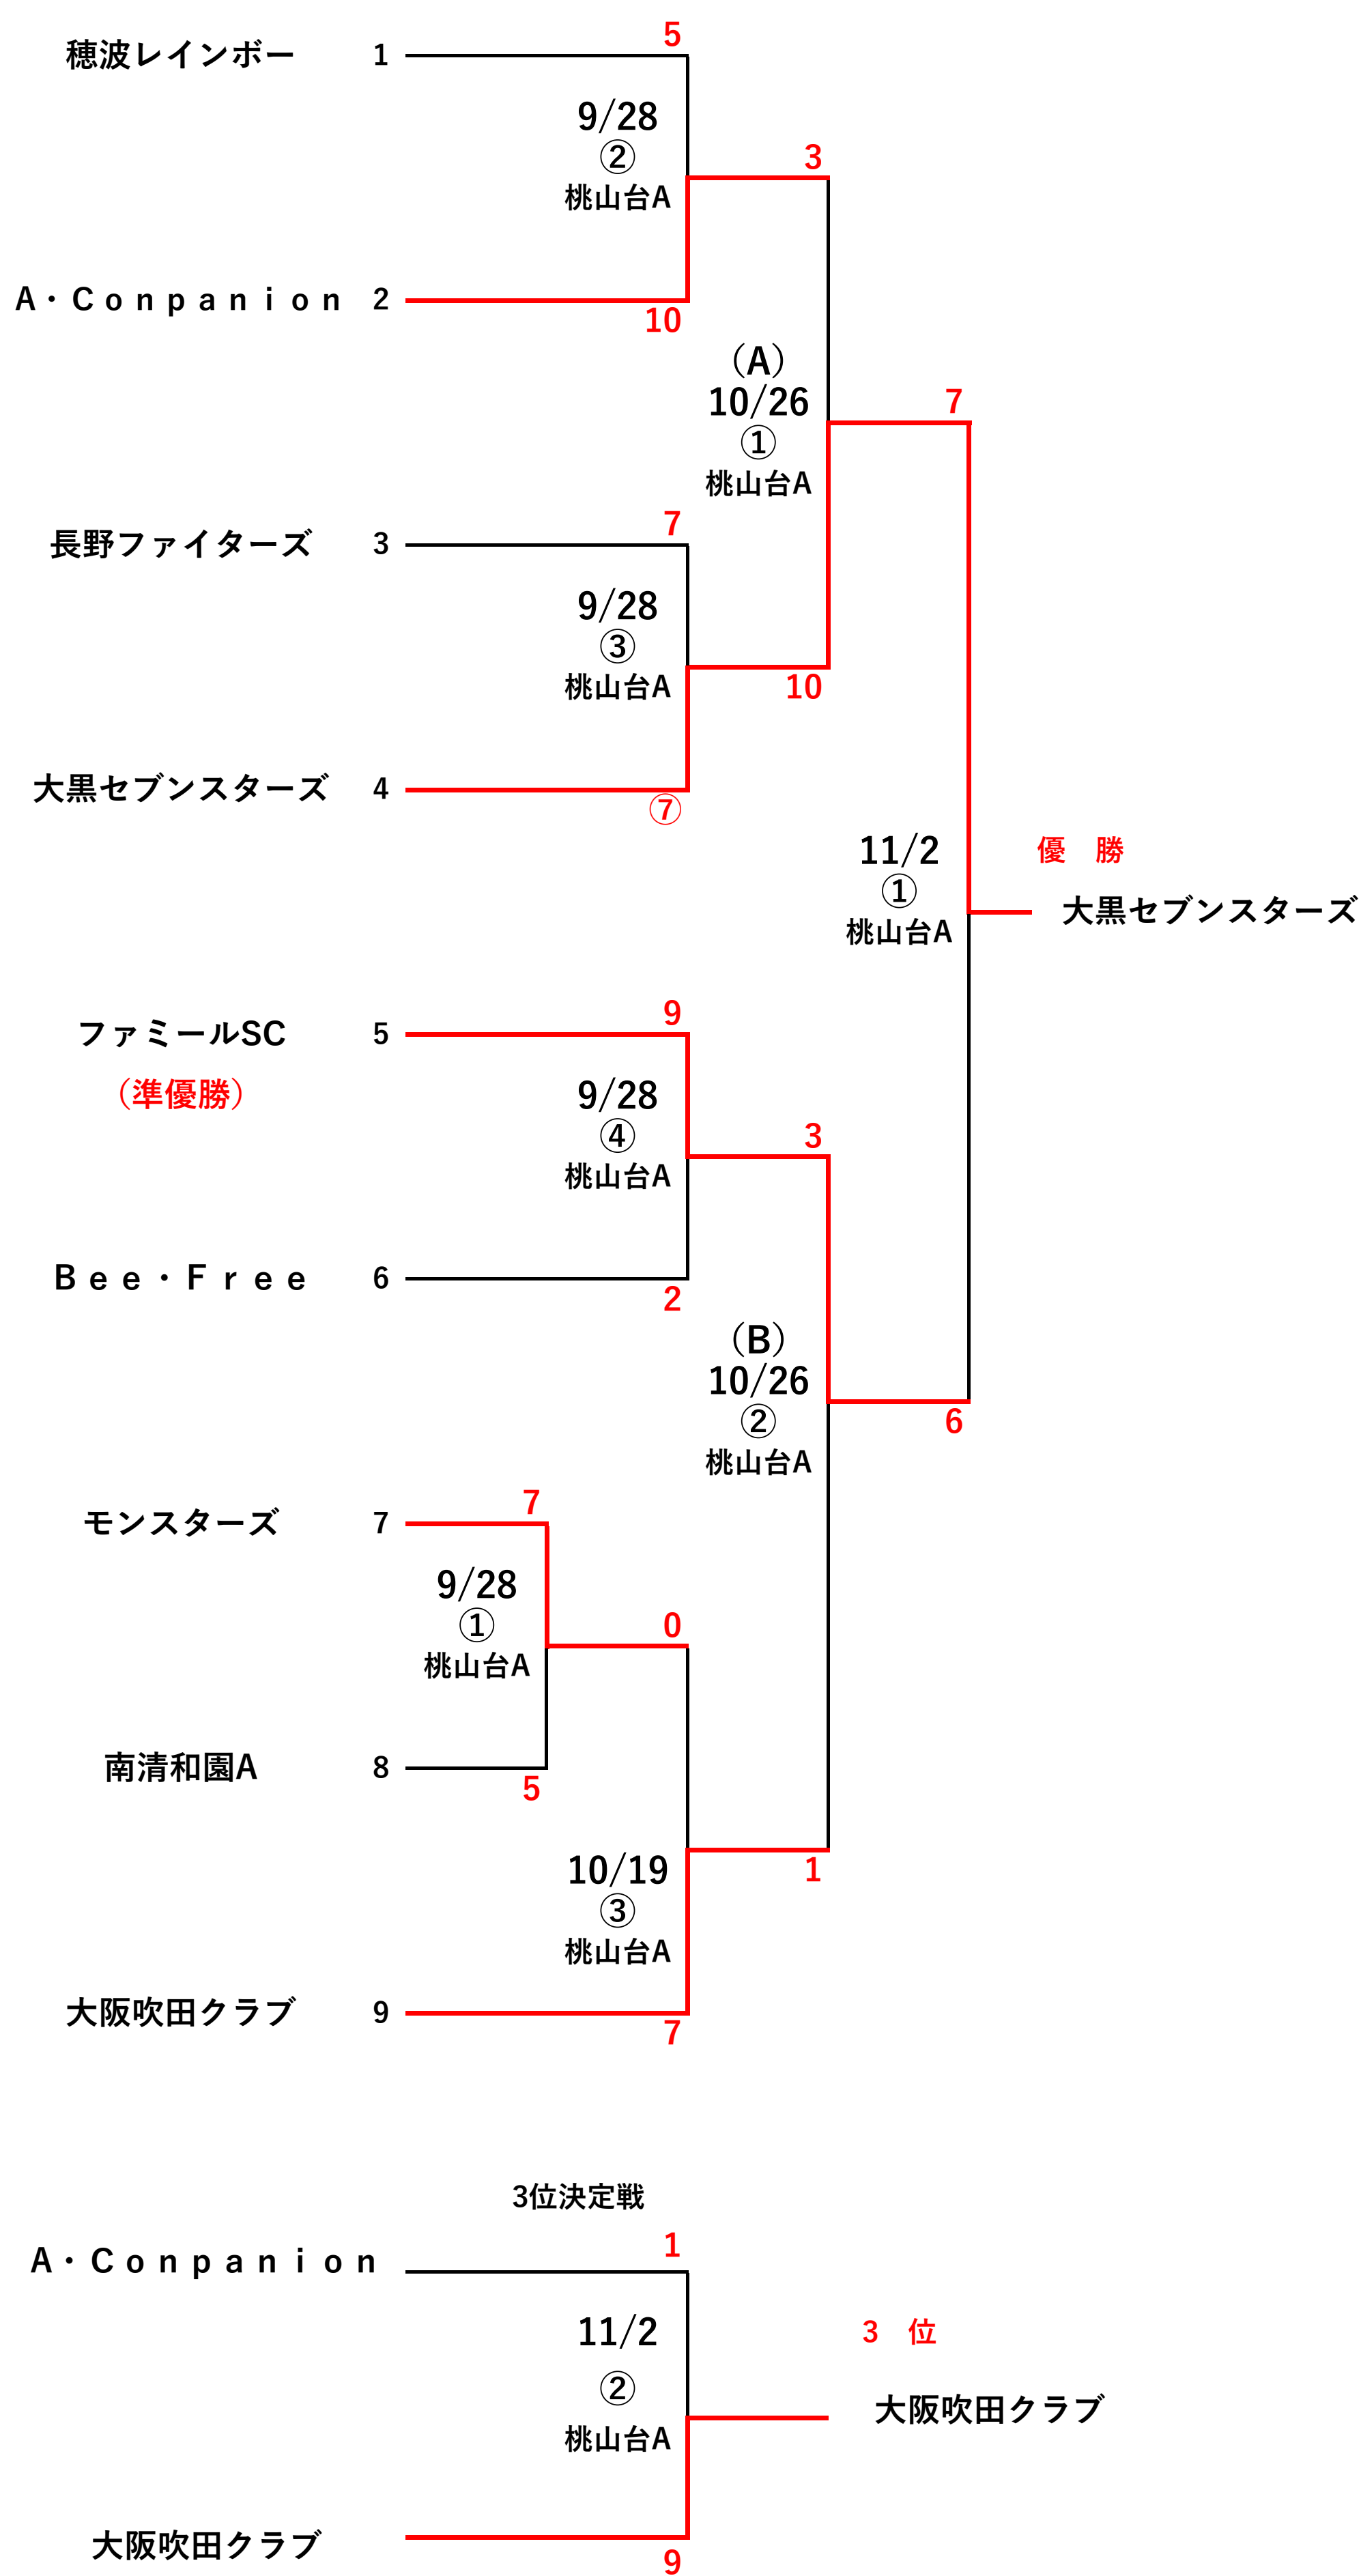 5
穂波レインボー 1
9/28
②
桃山台A
3
A・Conpanion 2
10
(A)
10/26
①
桃山台A
7
7
長野ファイターズ 3
9/28
③
桃山台A
10
大黒セブンスターズ 4
⑦
11/2
①
桃山台A
優 勝
大黒セブンスターズ
9
ファミールSC 5
(準優勝)
9/28
④
桃山台A
3
Bee・Free 6
2
(B)
10/26
②
桃山台A
6
7
モンスターズ 7
9/28
①
桃山台A
0
南清和園A 8
5
10/19
③
桃山台A
1
大阪吹田クラブ 9
7
3位決定戦
1
A・Conpanion
11/2
②
桃山台A
3 位
大阪吹田クラブ
大阪吹田クラブ
9